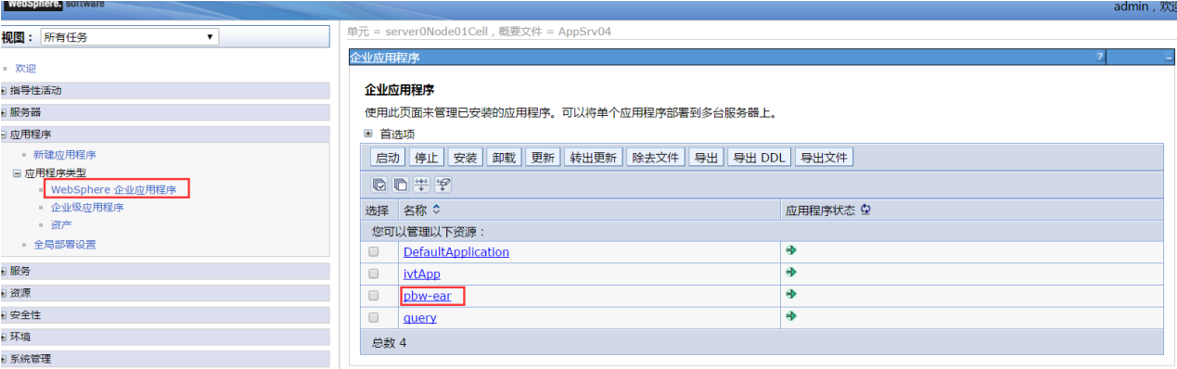 WebSphere. software
admin，欢迎
视图： 所有任务
欢迎
指导性活动
服务器
应用程序
新建应用程序
应用程序类型
WebSphere 企业应用程序
企业级应用程序
资产
全局部署设置
服务
资源
安全性
环境
系统管理
单元 = server0Node01Cell，概要文件 = AppSrv04
企业应用程序
?
企业应用程序
使用此页面来管理已安装的应用程序。可以将单个应用程序部署到多台服务器上。
首选项
启动 停止 安装 卸载 更新 转出更新 除去文件 导出 导出 DDL 导出文件
选择 名称 应用程序状态
您可以管理以下资源：
DefaultApplication
ivtApp
pbw-ear
query
总数 4